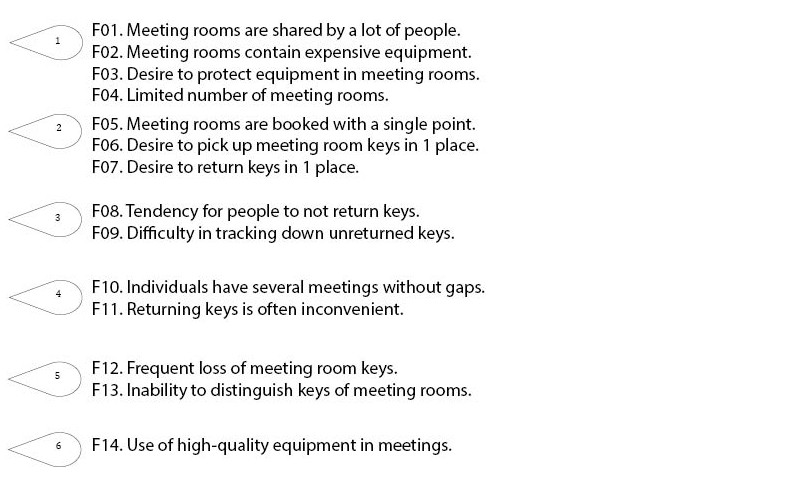 1
F01. Meeting rooms are shared by a lot of people.
F02. Meeting rooms contain expensive equipment.
F03. Desire to protect equipment in meeting rooms.
F04. Limited number of meeting rooms.
2
F05. Meeting rooms are booked with a single point.
F06. Desire to pick up meeting room keys in 1 place.
F07. Desire to return keys in 1 place.
3
F08. Tendency for people to not return keys.
F09. Difficulty in tracking down unreturned keys.
4
F10. Individuals have several meetings without gaps.
F11. Returning keys is often inconvenient.
5
F12. Frequent loss of meeting room keys.
F13. Inability to distinguish keys of meeting rooms.
6
F14. Use of high-quality equipment in meetings.